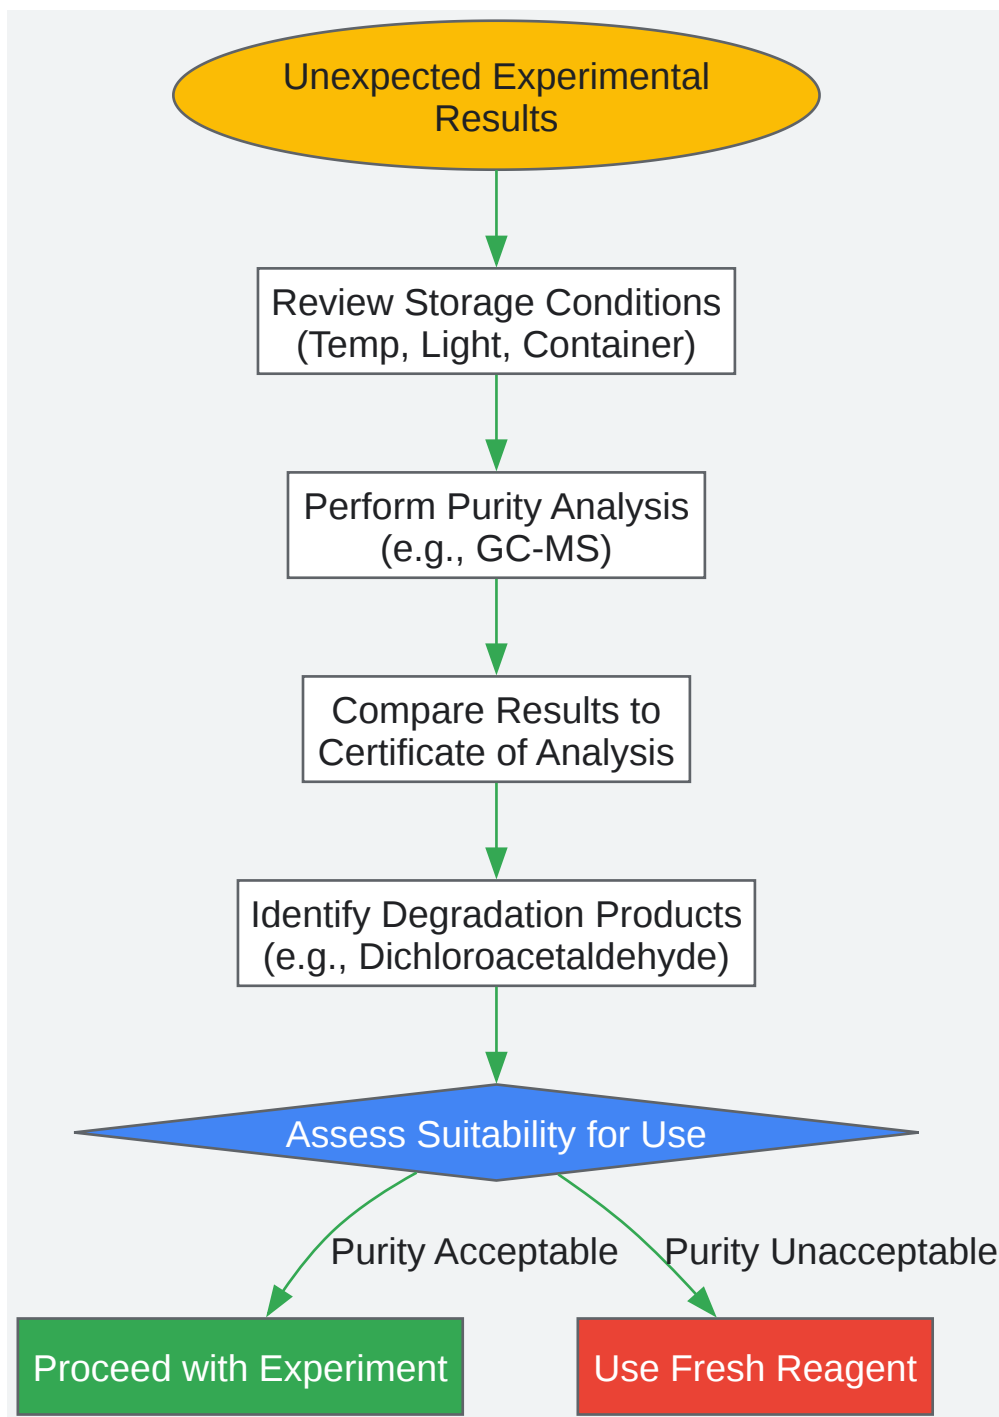 Unexpected Experimental
Results
Review Storage Conditions
(Temp, Light, Container)
Perform Purity Analysis
(e.g., GC-MS)
Compare Results to
Certificate of Analysis
Identify Degradation Products
(e.g., Dichloroacetaldehyde)
Assess Suitability for Use
Purity Acceptable
Purity Unacceptable
Proceed with Experiment
Use Fresh Reagent